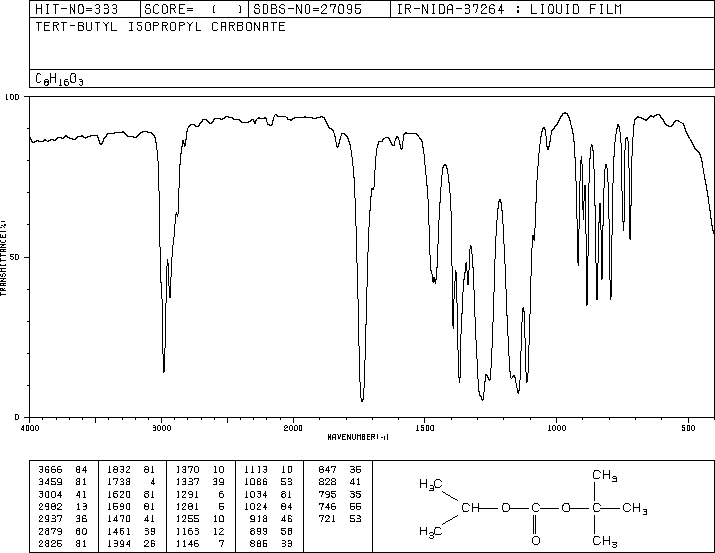 HIT-NO=333 SCORE= ( ) SDBS-NO=27095 IR-NIDA-37264 : LIQUID FILM
TERT-BUTYL ISOPROPYL CARBONATE
C8H16O3
100
50
0
TRANSMITTANCE(%)
4000 3000 2000 1500 1000 500
WAVENUMBER(-1)
3666 84 1832 81 1370 10 1113 10 847 35
3459 81 1738 4 1337 39 1086 53 828 41
3004 41 1620 81 1291 6 1034 81 795 35
2982 13 1590 81 1281 5 1024 84 746 55
2937 36 1470 41 1255 10 918 46 721 53
2879 60 1461 39 1163 12 899 58
2825 81 1394 26 1146 7 886 33
H3C
CH
H3C
O
C
O
O
C
CH3
CH3
CH3